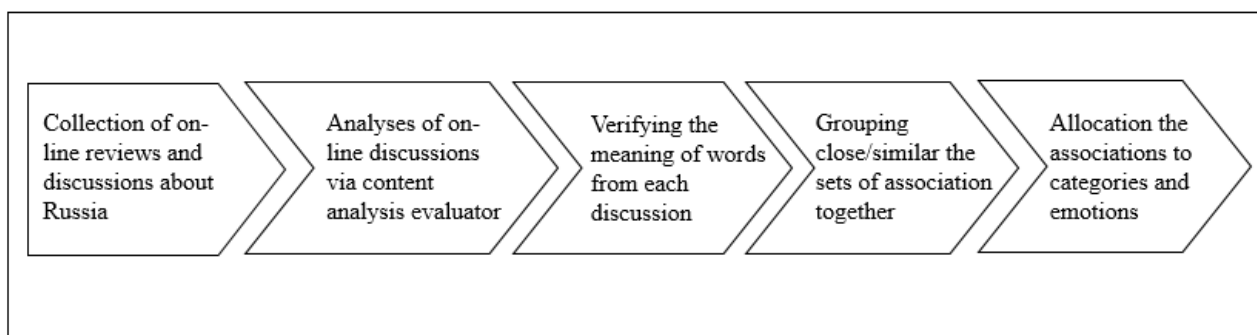 Collection of on-
line reviews and
discussions about
Russia
Analyses of on-
line discussions
via content
analysis evaluator
Verifying the
meaning of words
from each
discussion
Grouping
close/similar the
sets of association
together
Allocation the
associations to
categories and
emotions